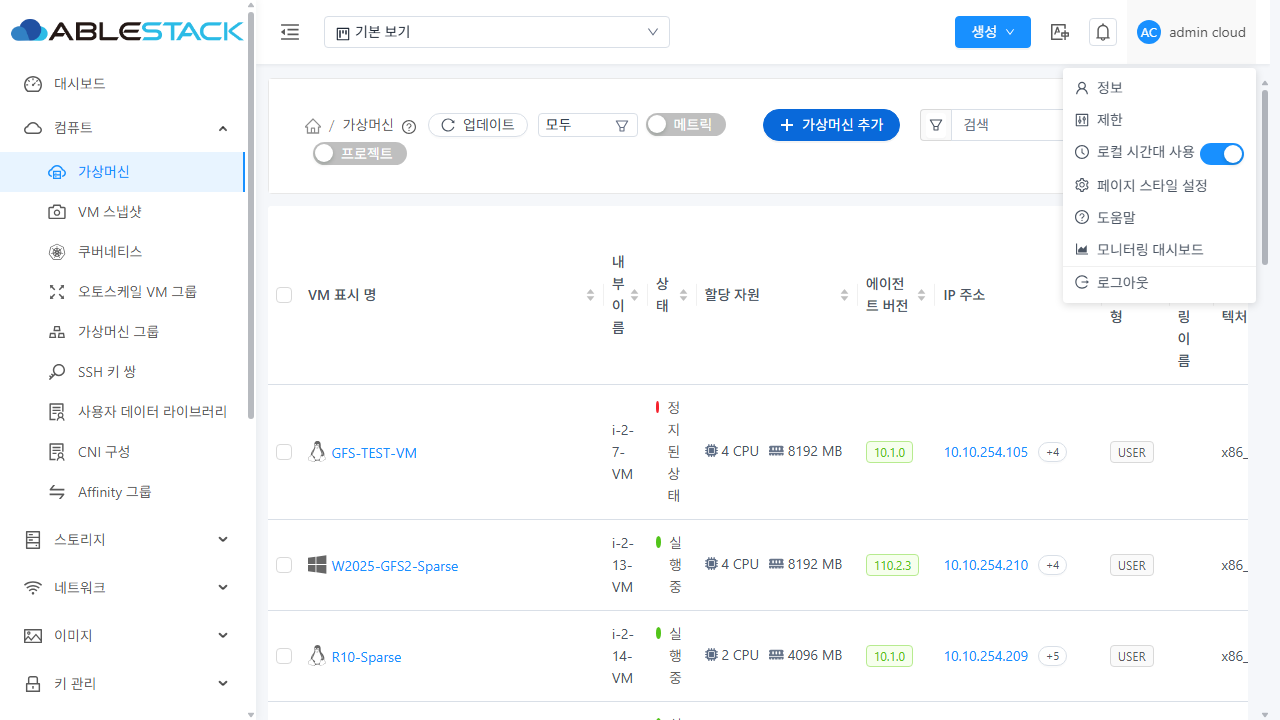 ABLESTACK
기본 보기
생성
AC admin cloud
대시보드
컴퓨트
가상머신
VM 스냅샷
쿠버네티스
오토스케일 VM 그룹
가상머신 그룹
SSH 키 쌍
사용자 데이터 라이브러리
CNI 구성
Affinity 그룹
스토리지
네트워크
이미지
키 관리
/ 가상머신
업데이트
모두
메트릭
프로젝트
가상머신 추가
검색
정보
제한
로컬 시간대 사용
페이지 스타일 설정
도움말
모니터링 대시보드
로그아웃
VM 표시 명
내
부
이
름
상
태
할당 자원
에이전
트 버전
IP 주소
형
링
이
름
텍처
GFS-TEST-VM
i-2-
7-
VM
정
지
된
상
태
4 CPU 8192 MB
10.1.0
10.10.254.105 +4
USER
x86_
W2025-GFS2-Sparse
i-2-
13-
VM
실
행
중
4 CPU 8192 MB
110.2.3
10.10.254.210 +4
USER
x86_
R10-Sparse
i-2-
14-
VM
실
행
중
2 CPU 4096 MB
10.1.0
10.10.254.209 +5
USER
x86_